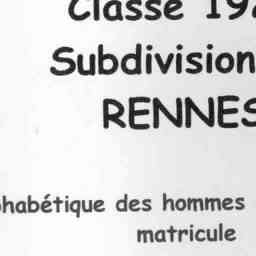 Classe 19
Subdivision
RENNES
phabétique des hommes
matricule